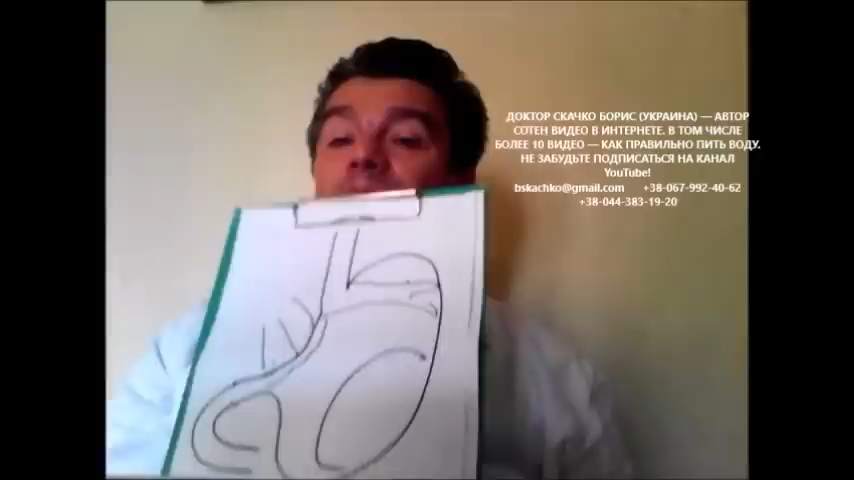 ДОКТОР СКАЧКО БОРИС (УКРАИНА) — АВТОР
СОТЕН ВИДЕО В ИНТЕРНЕТЕ. В ТОМ ЧИСЛЕ
БОЛЕЕ 10 ВИДЕО — КАК ПРАВИЛЬНО ПИТЬ ВОДУ.
НЕ ЗАБУДЬТЕ ПОДПИСАТЬСЯ НА КАНАЛ
YouTube!
bskachko@gmail.com +38-067-992-40-62
+38-044-383-19-20